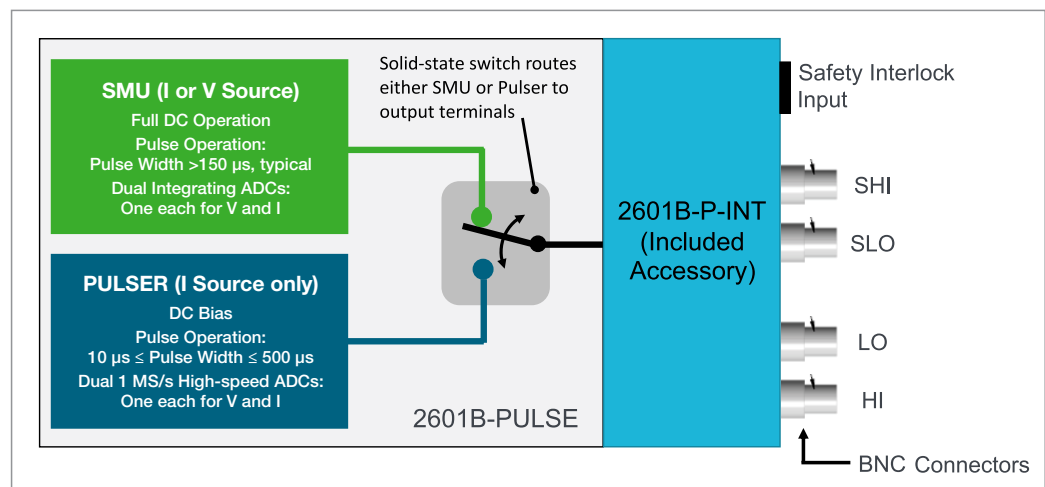 SMU (I or V Source)
Full DC Operation
Pulse Operation:
Pulse Width >150 µs, typical
Dual Integrating ADCs:
One each for V and I
PULSER (I Source only)
DC Bias
Pulse Operation:
10 µs ≤ Pulse Width ≤ 500 µs
Dual 1 MS/s High-speed ADCs:
One each for V and I
Solid-state switch routes
either SMU or Pulser to
output terminals
2601B-PULSE
2601B-P-INT
(Included
Accessory)
Safety Interlock
Input
SHI
SLO
LO
HI
BNC Connectors